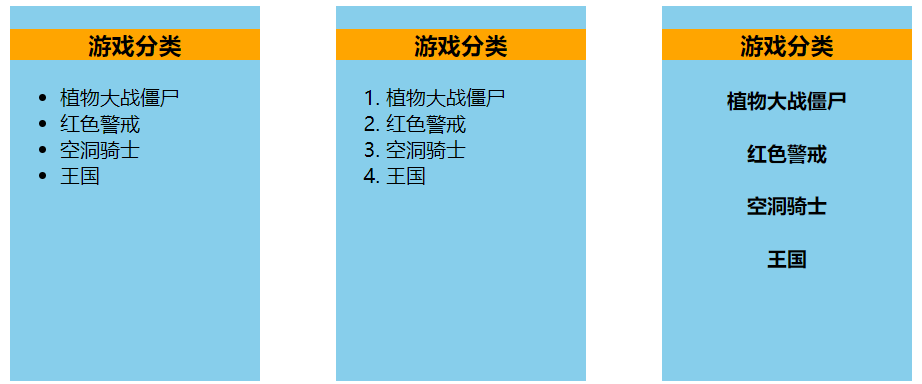 游戏分类
• 植物大战僵尸
• 红色警戒
• 空洞骑士
• 王国
游戏分类
1. 植物大战僵尸
2. 红色警戒
3. 空洞骑士
4. 王国
游戏分类
植物大战僵尸
红色警戒
空洞骑士
王国